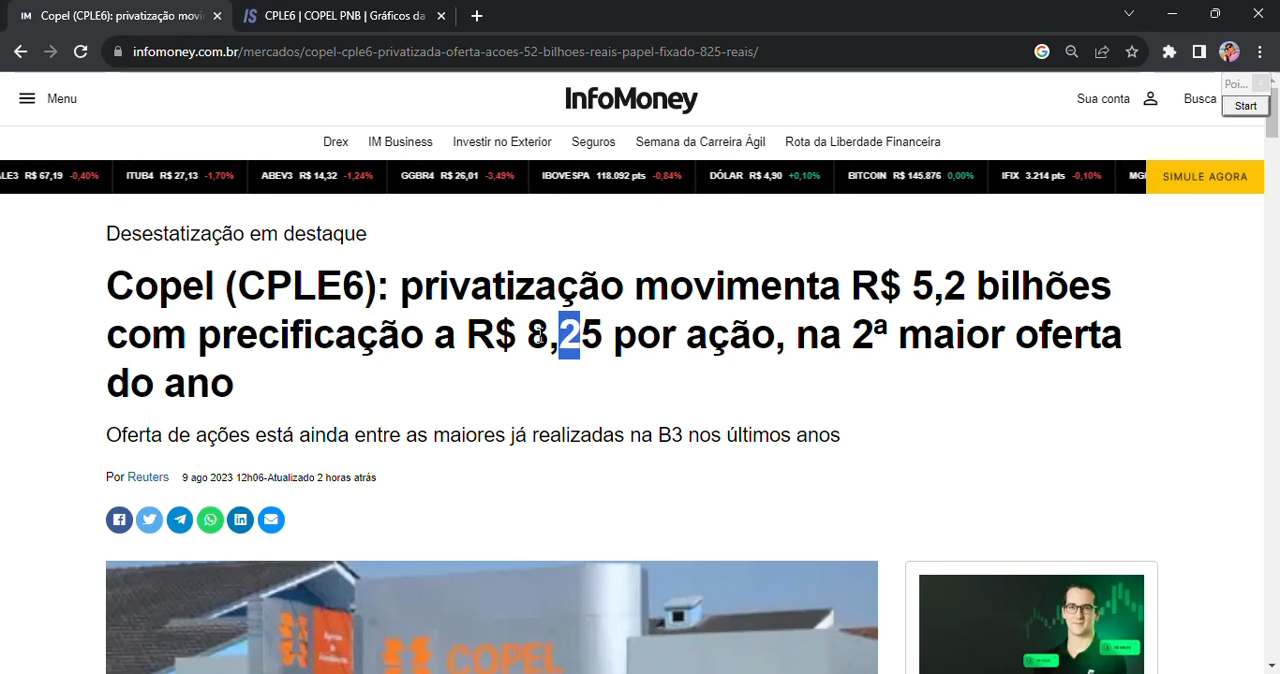 IM Copel (CPLE6): privatização movi
CPLE6 | COPEL PNB | Gráficos da
infomoney.com.br/mercados/copel-cple6-privatizada-oferta-acoes-52-bilhoes-reais-papel-fixado-825-reais/
Poi...
Menu
InfoMoney
Sua conta
Busca
Start
Drex IM Business Investir no Exterior Seguros Semana da Carreira Ágil Rota da Liberdade Financeira
LE3 R$ 67,19 -0,40% ITUB4 R$ 27,13 -1,70% ABEV3 R$ 14,32 -1,24% GGBR4 R$ 26,01 -3,49% IBOVESPA 118.092 pts -0,84% DÓLAR R$ 4,90 +0,10% BITCOIN R$ 145.876 0,00% IFIX 3.214 pts -0,10% MG SIMULE AGORA
Desestatização em destaque
Copel (CPLE6): privatização movimenta R$ 5,2 bilhões
com precificação a R$ 8,25 por ação, na 2ª maior oferta
do ano
Oferta de ações está ainda entre as maiores já realizadas na B3 nos últimos anos
Por Reuters 9 ago 2023 12h06-Atualizado 2 horas atrás
COPEL